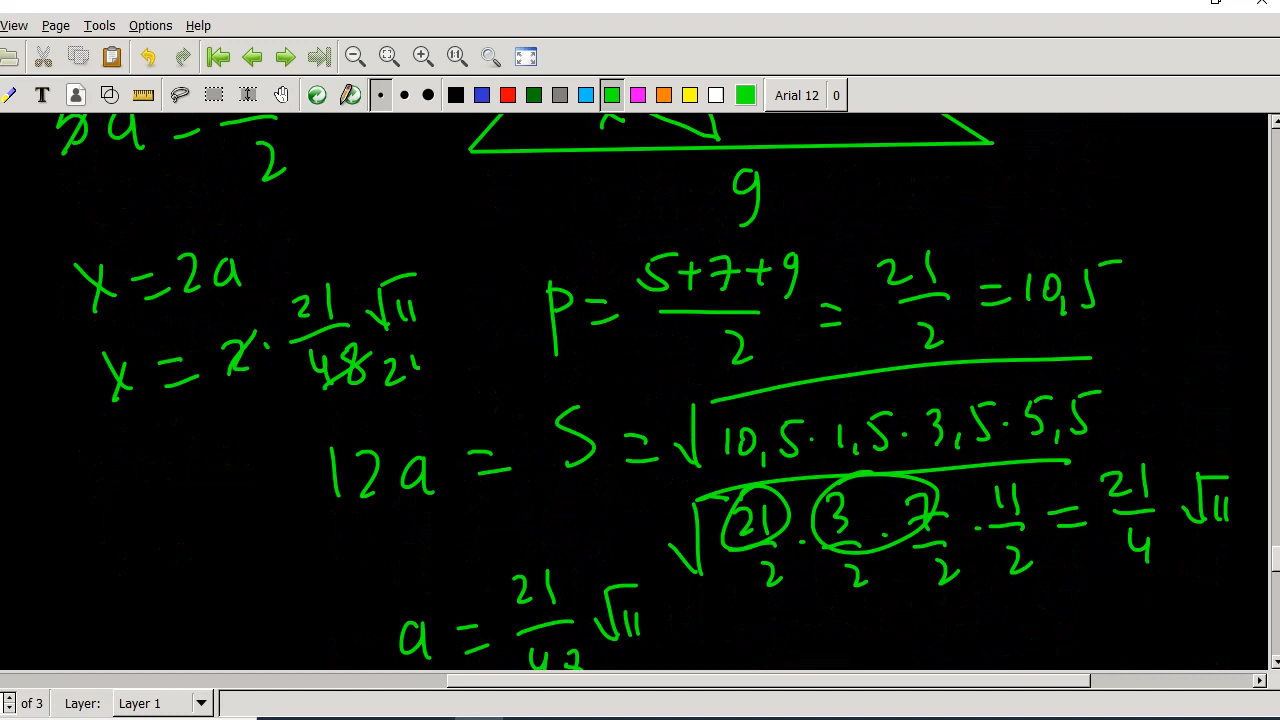 View Page Tools Options Help
Arial 12 0
a =
2
9
x = 2a
x = 2 · 21/48 √11
p = (5+7+9)/2 = 21/2 = 10,5
12a = S = √(10,5 · 1,5 · 3,5 · 5,5)
√(21/2 · 3/2 · 7/2 · 11/2) = 21/4 √11
a = 21/ √11
of 3 Layer: Layer 1